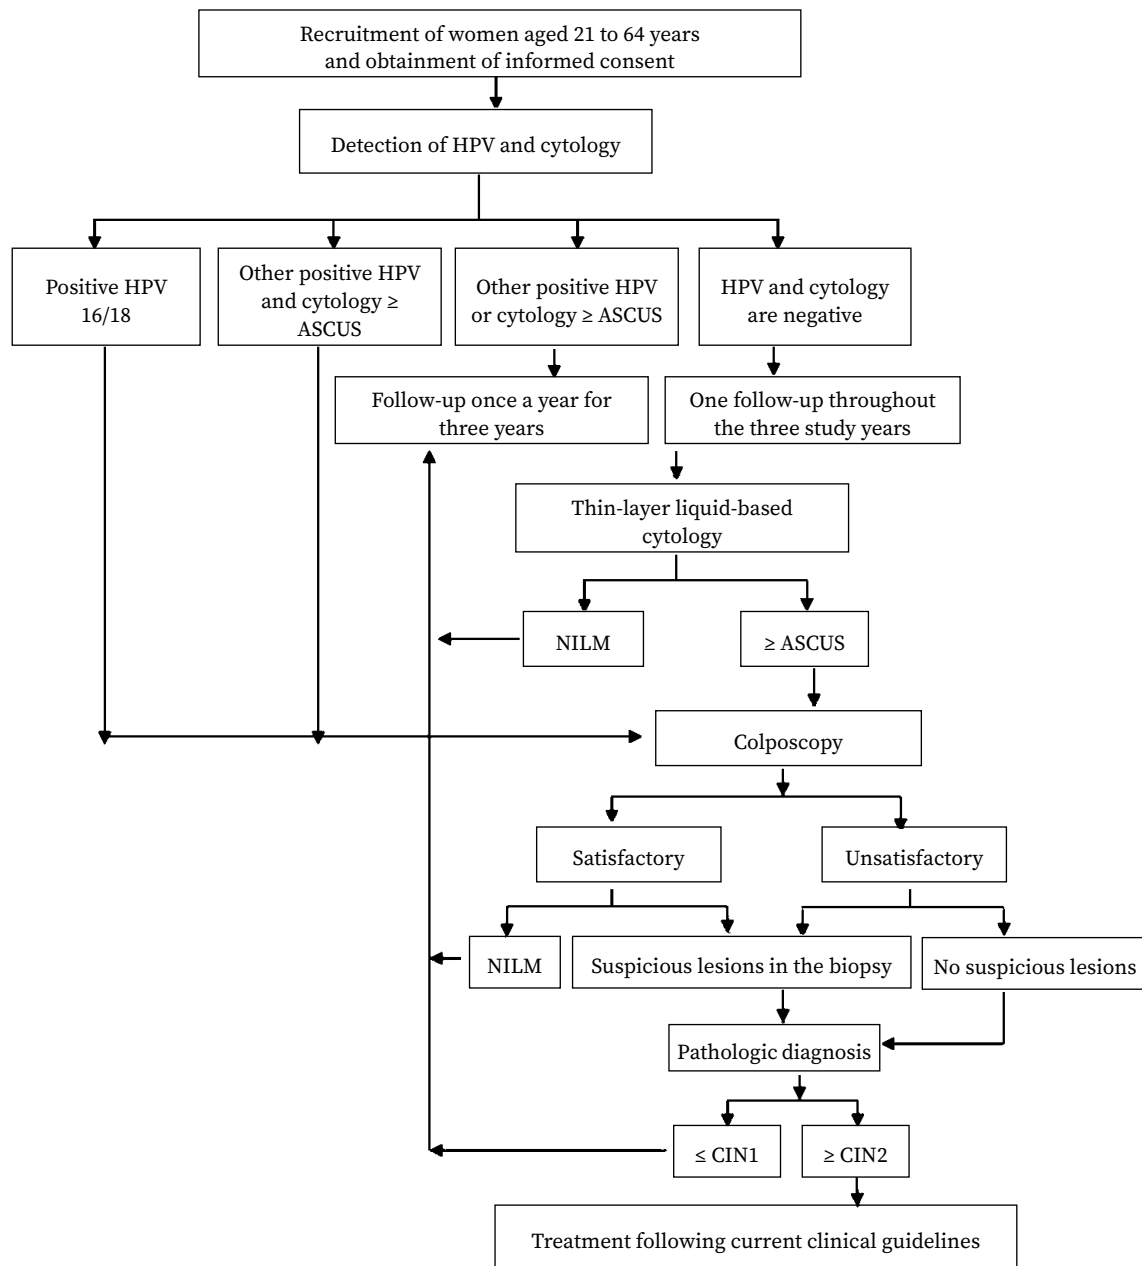 Recruitment of women aged 21 to 64 years
and obtainment of informed consent
Detection of HPV and cytology
Positive HPV
16/18
Other positive HPV
and cytology ≥
ASCUS
Other positive HPV
or cytology ≥ ASCUS
HPV and cytology
are negative
Follow-up once a year for
three years
One follow-up throughout
the three study years
Thin-layer liquid-based
cytology
NILM
≥ ASCUS
Colposcopy
Satisfactory
Unsatisfactory
NILM
Suspicious lesions in the biopsy
No suspicious lesions
Pathologic diagnosis
≤ CIN1
≥ CIN2
Treatment following current clinical guidelines